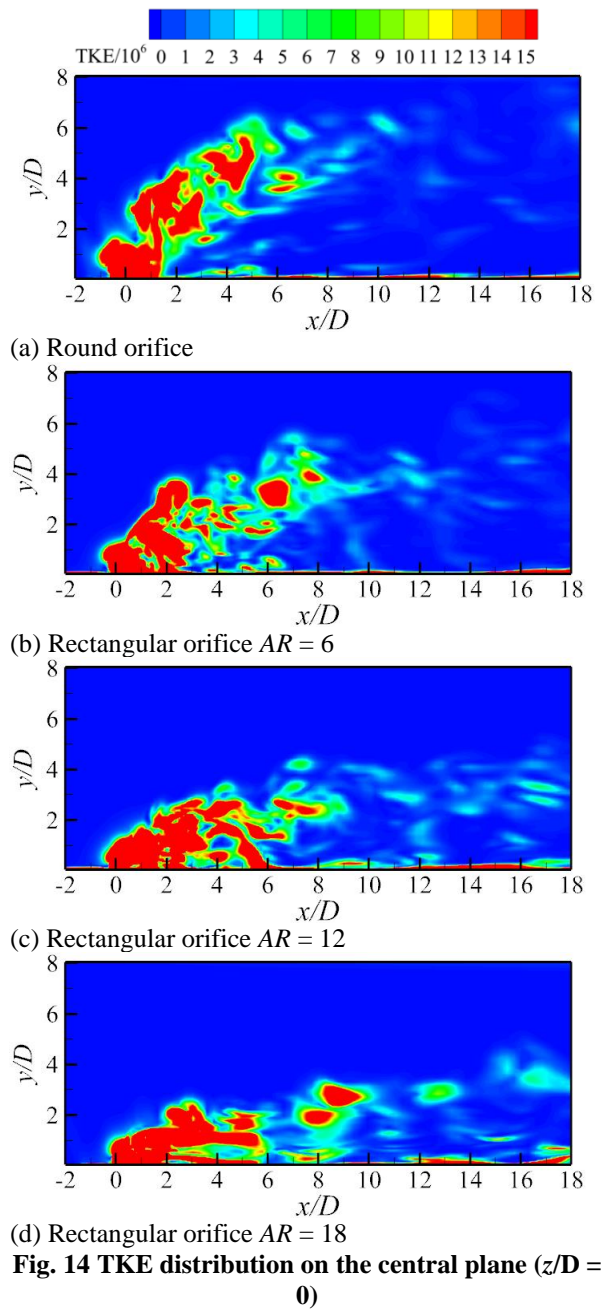 TKE/10⁶ 0 1 2 3 4 5 6 7 8 9 10 11 12 13 14 15
8
6
4
2
y/D
-2 0 2 4 6 8 10 12 14 16 18
x/D
(a) Round orifice
8
6
4
2
y/D
-2 0 2 4 6 8 10 12 14 16 18
x/D
(b) Rectangular orifice AR = 6
8
6
4
2
y/D
-2 0 2 4 6 8 10 12 14 16 18
x/D
(c) Rectangular orifice AR = 12
8
6
4
2
y/D
-2 0 2 4 6 8 10 12 14 16 18
x/D
(d) Rectangular orifice AR = 18
Fig. 14 TKE distribution on the central plane (z/D =
0)